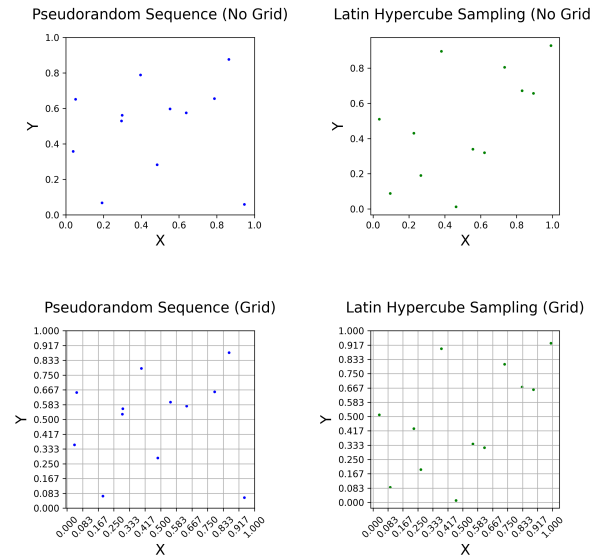 Pseudorandom Sequence (No Grid)
Latin Hypercube Sampling (No Grid
1.0
0.8
0.6
0.4
0.2
0.0
Y
0.0 0.2 0.4 0.6 0.8 1.0
X
0.8
0.6
0.4
0.2
0.0
Y
0.0 0.2 0.4 0.6 0.8 1.0
X
Pseudorandom Sequence (Grid)
Latin Hypercube Sampling (Grid)
1.000
0.917
0.833
0.750
0.667
0.583
0.500
0.417
0.333
0.250
0.167
0.083
0.000
Y
0.000 0.083 0.167 0.250 0.333 0.417 0.500 0.583 0.667 0.750 0.833 0.917 1.000
X
1.000
0.917
0.833
0.750
0.667
0.583
0.500
0.417
0.333
0.250
0.167
0.083
0.000
Y
0.000 0.083 0.167 0.250 0.333 0.417 0.500 0.583 0.667 0.750 0.833 0.917 1.000
X